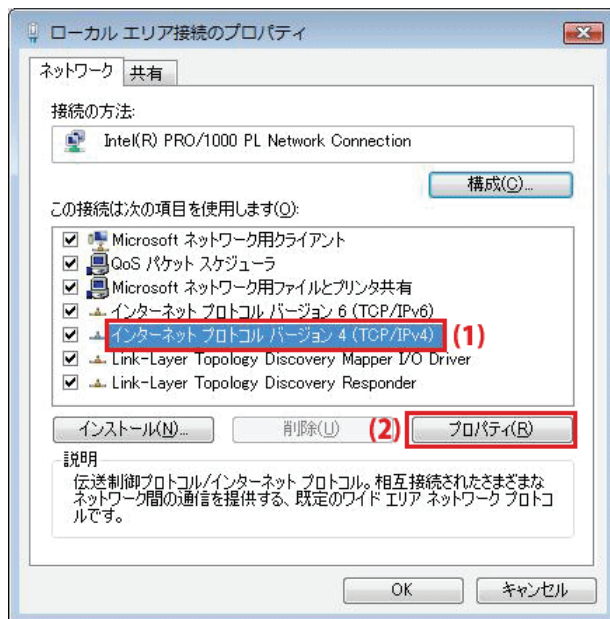 ローカル エリア接続のプロパティ
ネットワーク 共有
接続の方法:
Intel(R) PRO/1000 PL Network Connection
構成(C)...
この接続は次の項目を使用します(O):
Microsoft ネットワーク用クライアント
QoS パケット スケジューラ
Microsoft ネットワーク用ファイルとプリンタ共有
インターネット プロトコル バージョン 6 (TCP/IPv6)
インターネット プロトコル バージョン 4 (TCP/IPv4) (1)
Link-Layer Topology Discovery Mapper I/O Driver
Link-Layer Topology Discovery Responder
インストール(N)... 削除(U) (2) プロパティ(R)
説明
伝送制御プロトコル/インターネット プロトコル。相互接続されたさまざまな
ネットワーク間の通信を提供する、既定のワイド エリア ネットワーク プロトコ
ルです。
OK キャンセル